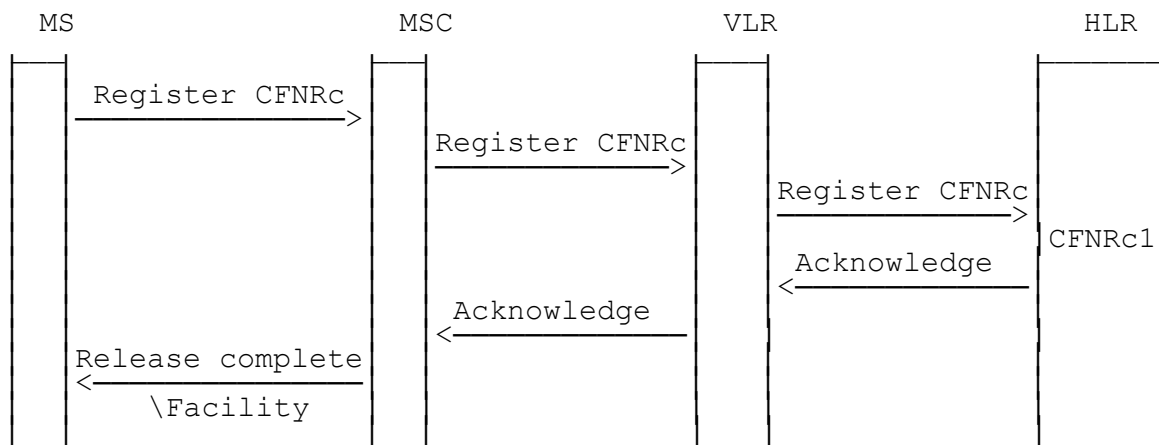 MS MSC VLR HLR
Register CFNRc
Register CFNRc
Register CFNRc
CFNRc1
Acknowledge
Acknowledge
Release complete
\Facility